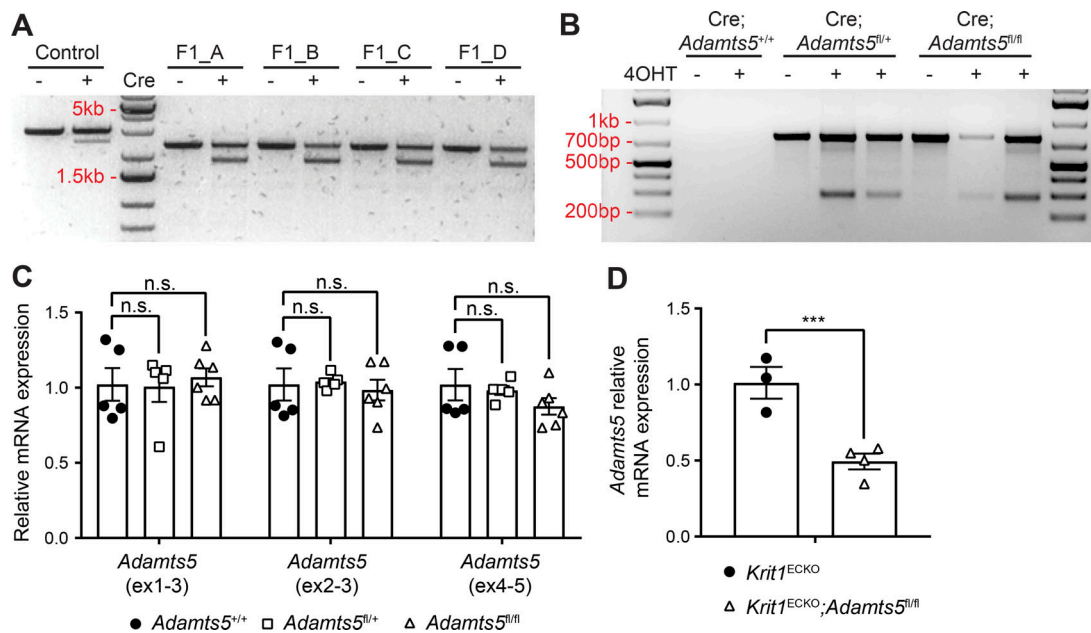 A
Control F1_A F1_B F1_C F1_D
- + Cre - + - + - + - +
5kb -
1.5kb -
B
Cre; Cre; Cre;
Adamts5+/+ Adamts5fl/+ Adamts5fl/fl
4OHT - + - + + - + +
1kb -
700bp -
500bp -
200bp -
C
Relative mRNA expression
1.5
1.0
0.5
0.0
n.s. n.s. n.s.
n.s. n.s. n.s.
Adamts5 Adamts5 Adamts5
(ex1-3) (ex2-3) (ex4-5)
Adamts5+/+ Adamts5fl/+ Adamts5fl/fl
D
Adamts5 relative
mRNA expression
1.5
1.0
0.5
0.0
***
Krit1ECKO
Krit1ECKO;Adamts5fl/fl